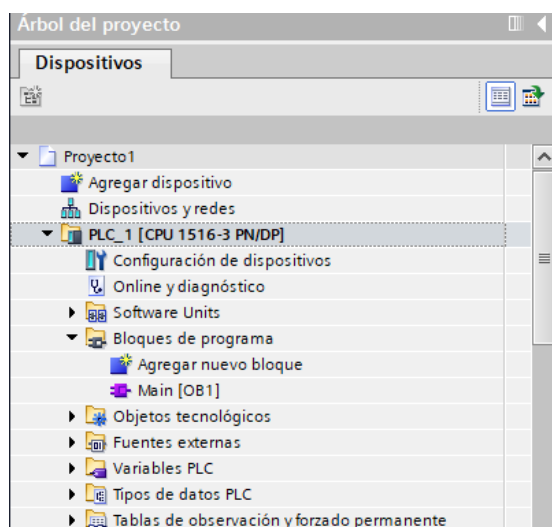 Árbol del proyecto
Dispositivos
Proyecto1
Agregar dispositivo
Dispositivos y redes
PLC_1 [CPU 1516-3 PN/DP]
Configuración de dispositivos
Online y diagnóstico
Software Units
Bloques de programa
Agregar nuevo bloque
Main [OB1]
Objetos tecnológicos
Fuentes externas
Variables PLC
Tipos de datos PLC
Tablas de observación y forzado permanente